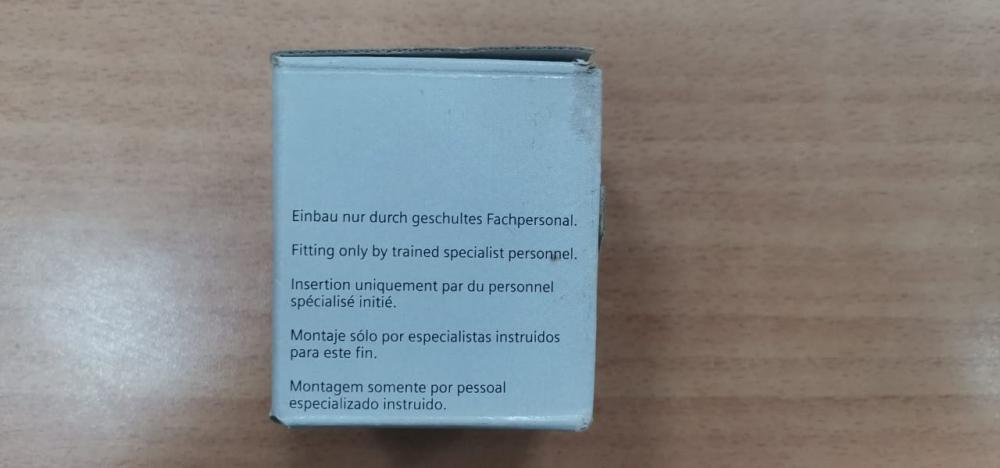 Einbau nur durch geschultes Fachpersonal.
Fitting only by trained specialist personnel.
Insertion uniquement par du personnel
spécialisé initié.
Montaje sólo por especialistas instruidos
para este fin.
Montagem somente por pessoal
especializado instruido.